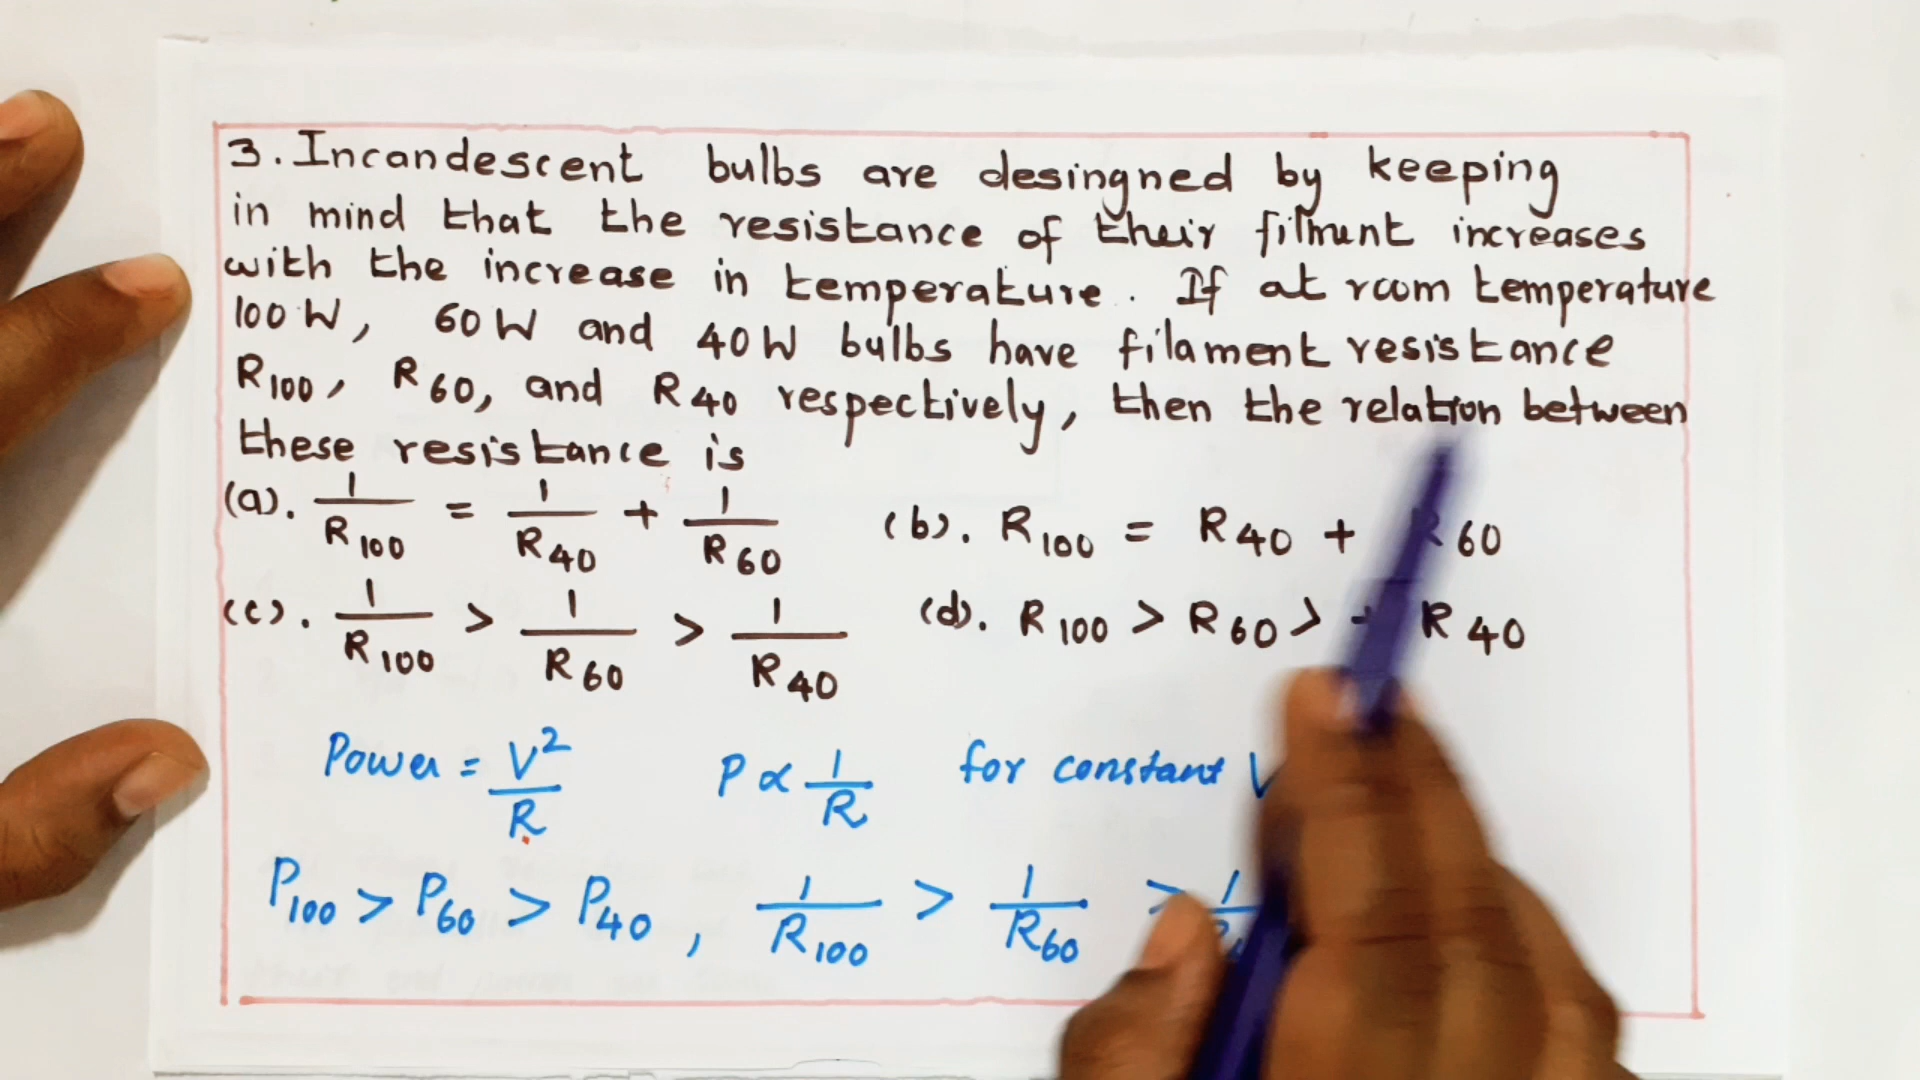 3. Incandescent bulbs are desingned by keeping
in mind that the resistance of their filment increases
with the increase in temperature. If at room temperature
100 W, 60 W and 40 W bulbs have filament resistance
R100, R60, and R40 respectively, then the relation between
these resistance is
(a). 1/R100 = 1/R40 + 1/R60 (b). R100 = R40 + R60
(c). 1/R100 > 1/R60 > 1/R40 (d). R100 > R60 > R40
Power = V²/R P ∝ 1/R for constant V
P100 > P60 > P40, 1/R100 > 1/R60 > 1/